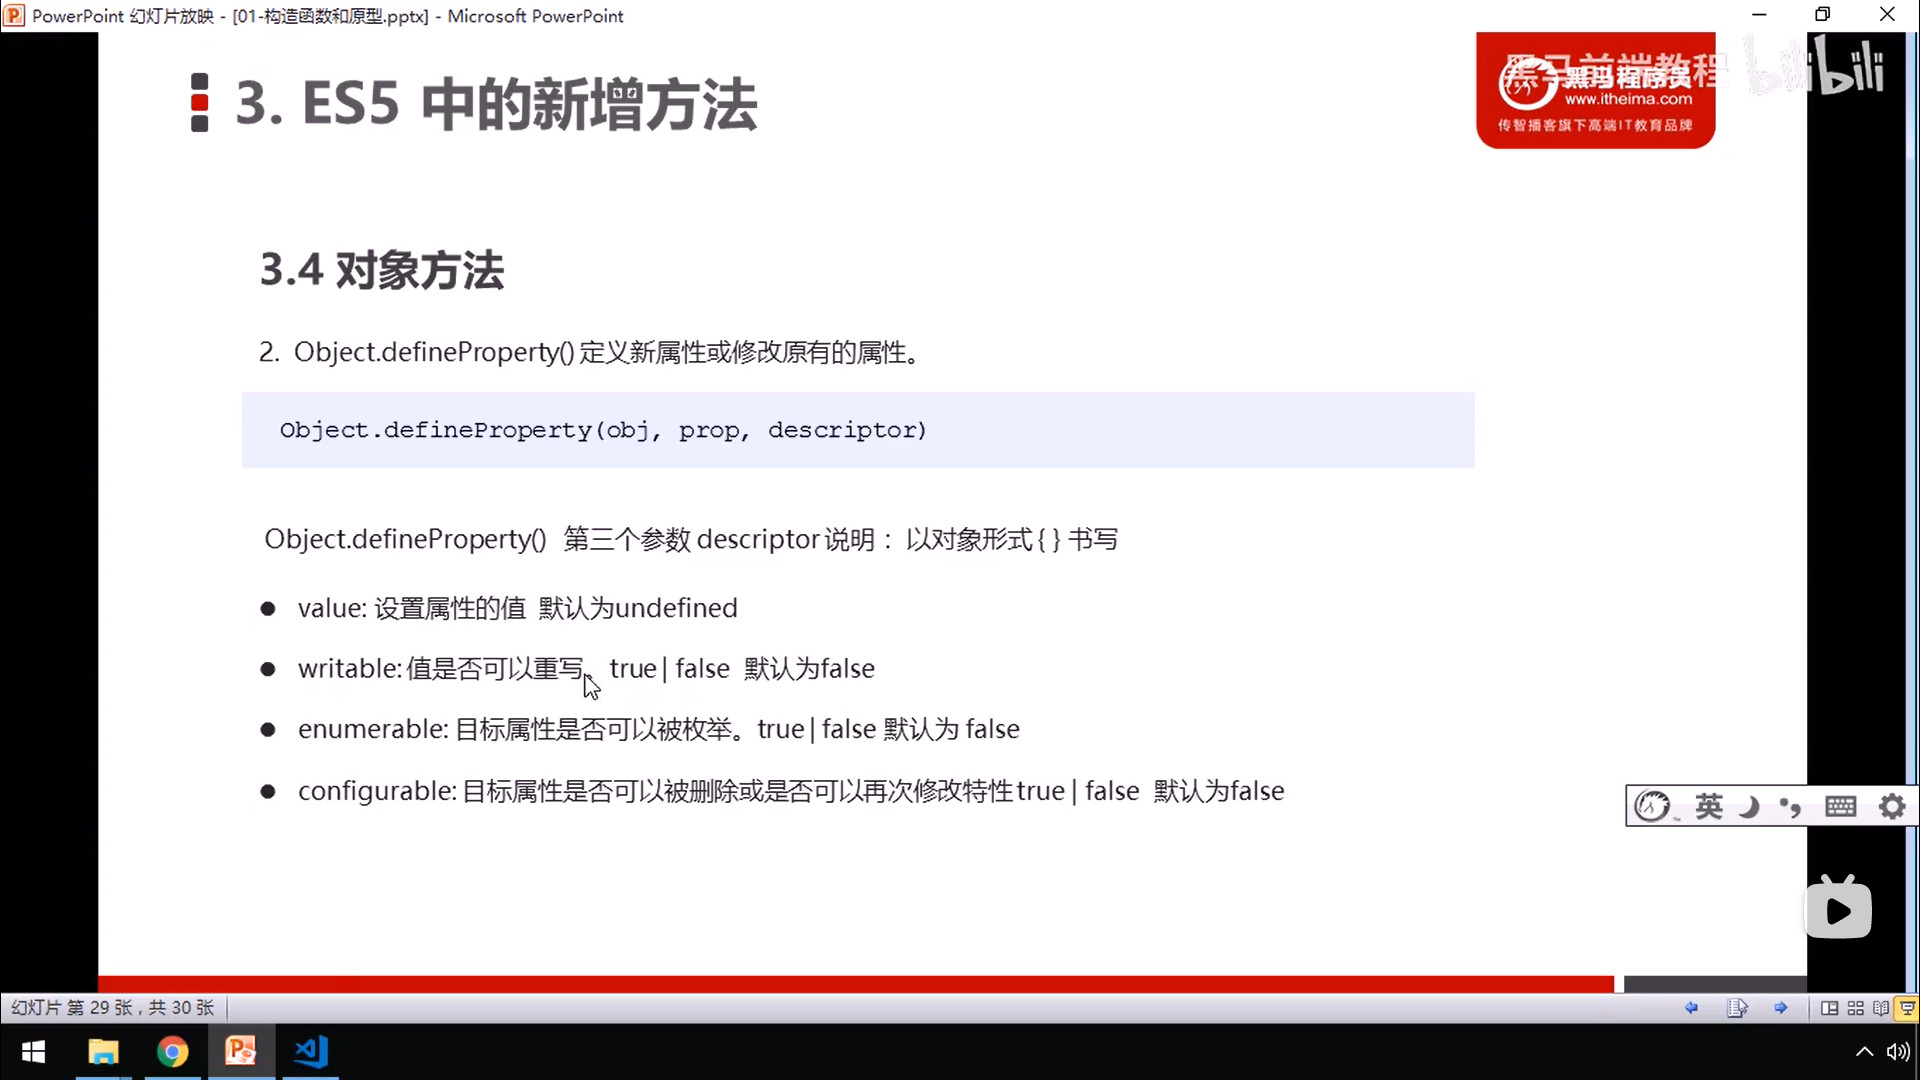 PowerPoint 幻灯片放映 - [01-构造函数和原型.pptx] - Microsoft PowerPoint
3. ES5 中的新增方法
黑马前端教程 bilibili
黑马程序员
www.itheima.com
传智播客旗下高端IT教育品牌
3.4 对象方法
2. Object.defineProperty() 定义新属性或修改原有的属性。
Object.defineProperty(obj, prop, descriptor)
Object.defineProperty() 第三个参数 descriptor 说明： 以对象形式 { } 书写
● value: 设置属性的值 默认为undefined
● writable: 值是否可以重写。true | false 默认为false
● enumerable: 目标属性是否可以被枚举。true | false 默认为 false
● configurable: 目标属性是否可以被删除或是否可以再次修改特性 true | false 默认为false
英
幻灯片 第 29 张，共 30 张